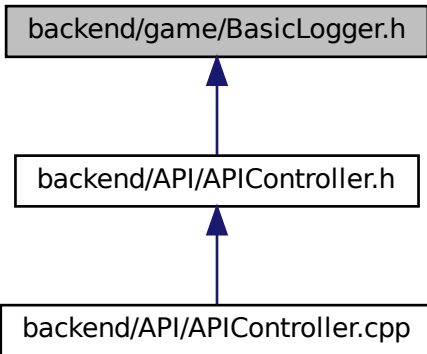 backend/game/BasicLogger.h
backend/API/APIController.h
backend/API/APIController.cpp